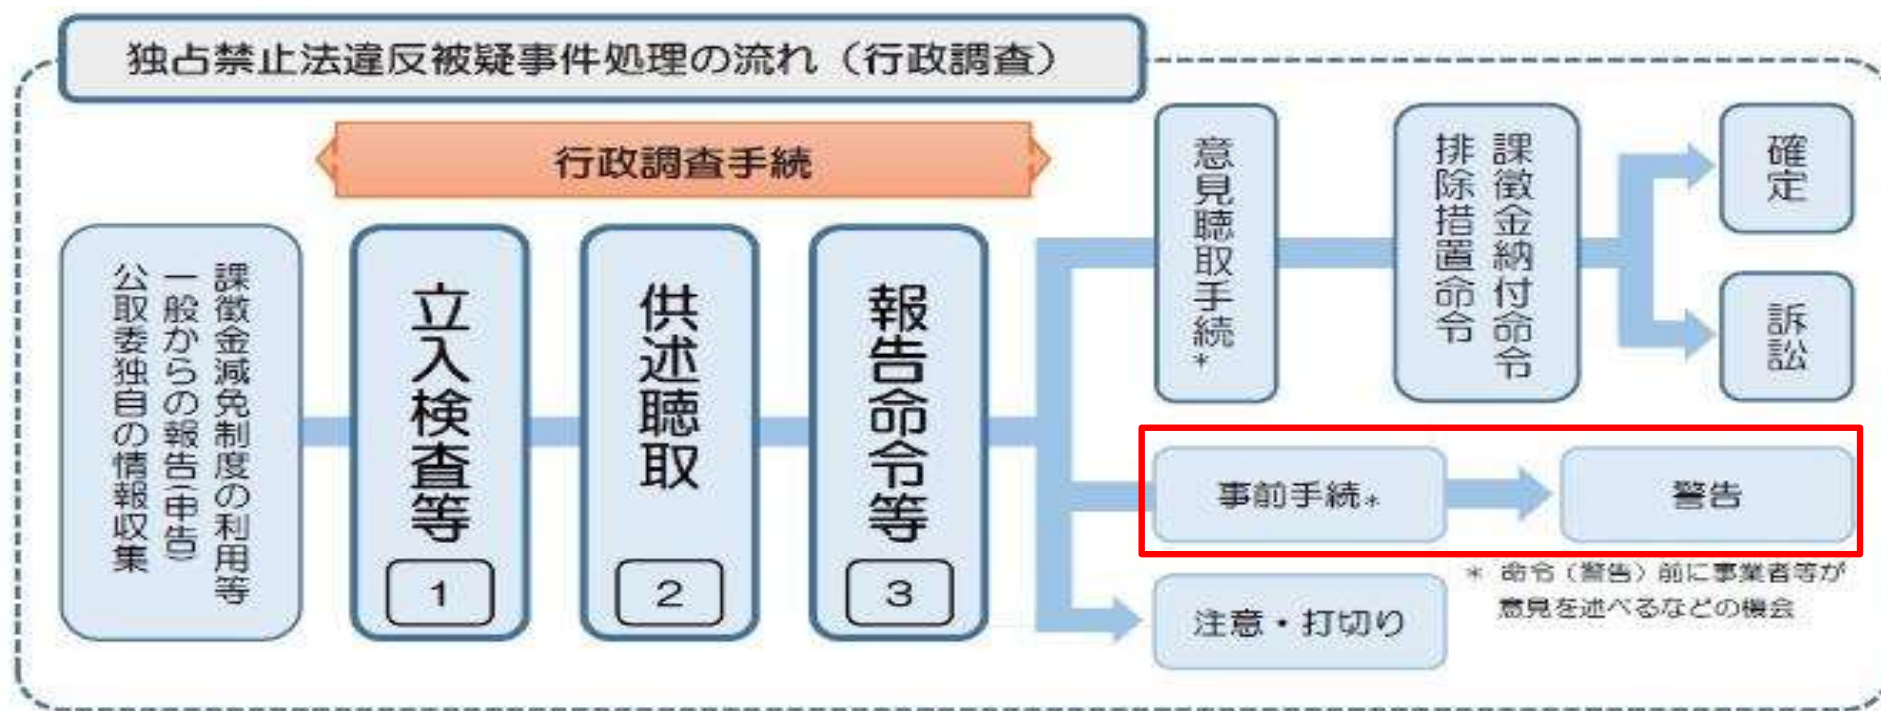 独占禁止法違反被疑事件処理の流れ（行政調査）
行政調査手続
課徴金減免制度の利用等
一般からの報告（申告）
公取委独自の情報収集
立入検査等
1
供述聴取
2
報告命令等
3
意見聴取手続*
課徴金納付命令
排除措置命令
確定
訴訟
事前手続*
警告
注意・打切り
* 命令（警告）前に事業者等が
意見を述べるなどの機会